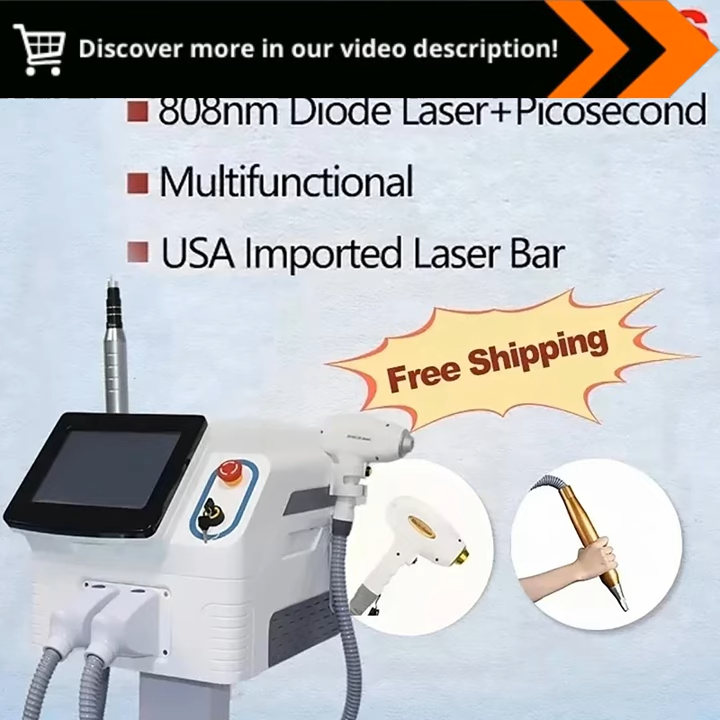 Discover more in our video description!
808nm Diode Laser+Picosecond
Multifunctional
USA Imported Laser Bar
Free Shipping